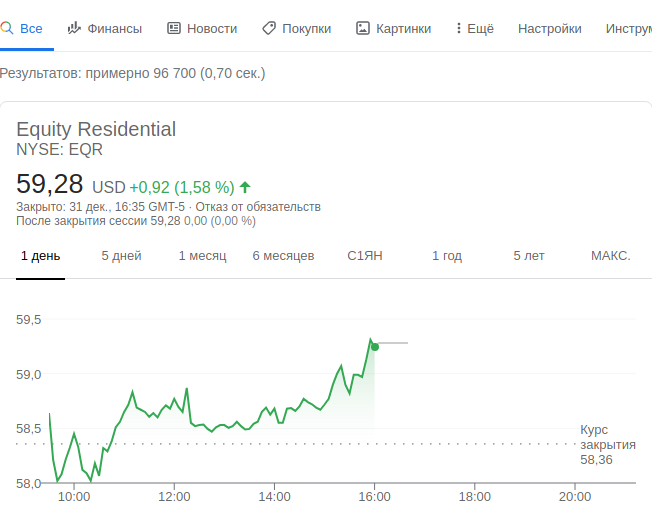 Все Финансы Новости Покупки Картинки Ещё Настройки Инструм
Результатов: примерно 96 700 (0,70 сек.)
Equity Residential
NYSE: EQR
59,28 USD +0,92 (1,58 %)
Закрыто: 31 дек., 16:35 GMT-5 · Отказ от обязательств
После закрытия сессии 59,28 0,00 (0,00 %)
1 день 5 дней 1 месяц 6 месяцев С1ЯН 1 год 5 лет МАКС.
59,5
59,0
58,5
58,0
Курс
закрытия
58,36
10:00 12:00 14:00 16:00 18:00 20:00